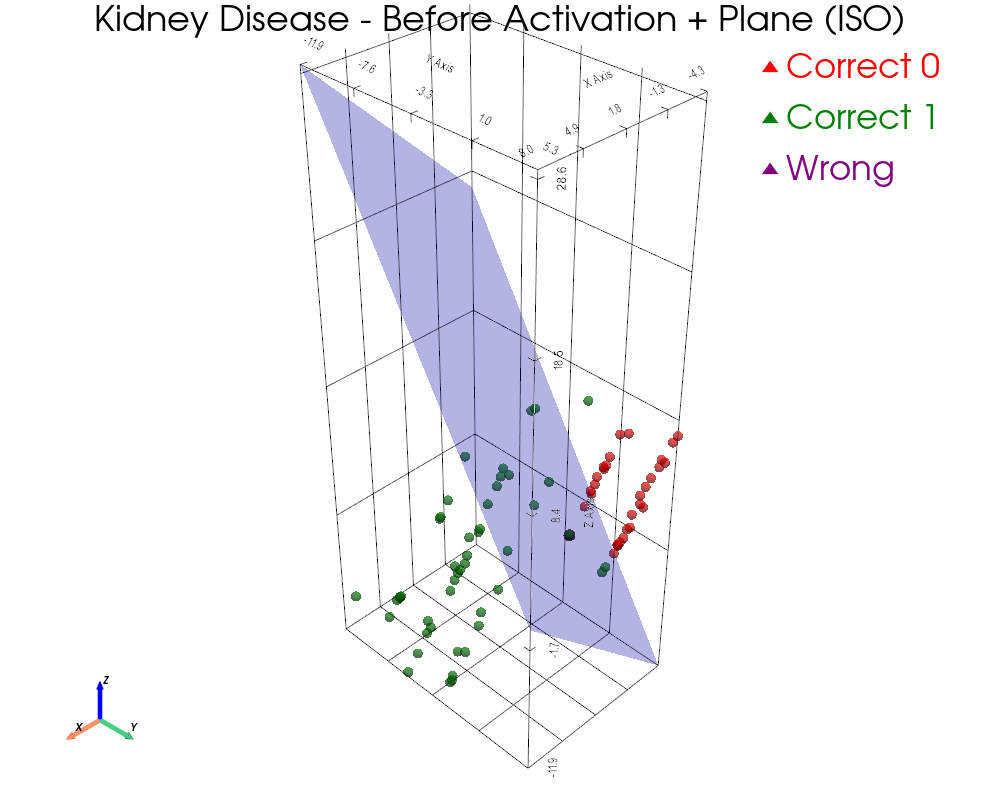 Kidney Disease - Before Activation + Plane (ISO)
Correct 0
Correct 1
Wrong
-11.9
-7.6
Y Axis
-3.3
1.0
8.0
5.3
4.9
1.8
X Axis
-1.3
-4.3
28.6
18.5
8.4
Z Axis
-1.7
-11.9
Z
X
Y